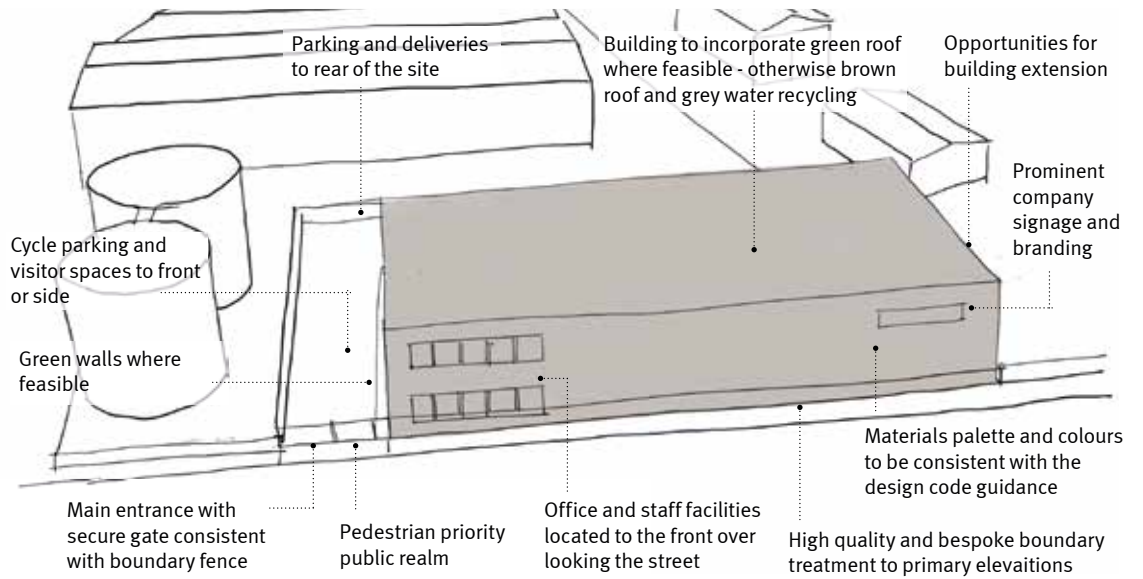 Parking and deliveries
to rear of the site
Building to incorporate green roof
where feasible - otherwise brown
roof and grey water recycling
Opportunities for
building extension
Prominent
company
signage and
branding
Cycle parking and
visitor spaces to front
or side
Green walls where
feasible
Materials palette and colours
to be consistent with the
design code guidance
Main entrance with
secure gate consistent
with boundary fence
Pedestrian priority
public realm
Office and staff facilities
located to the front over
looking the street
High quality and bespoke boundary
treatment to primary elevaitions